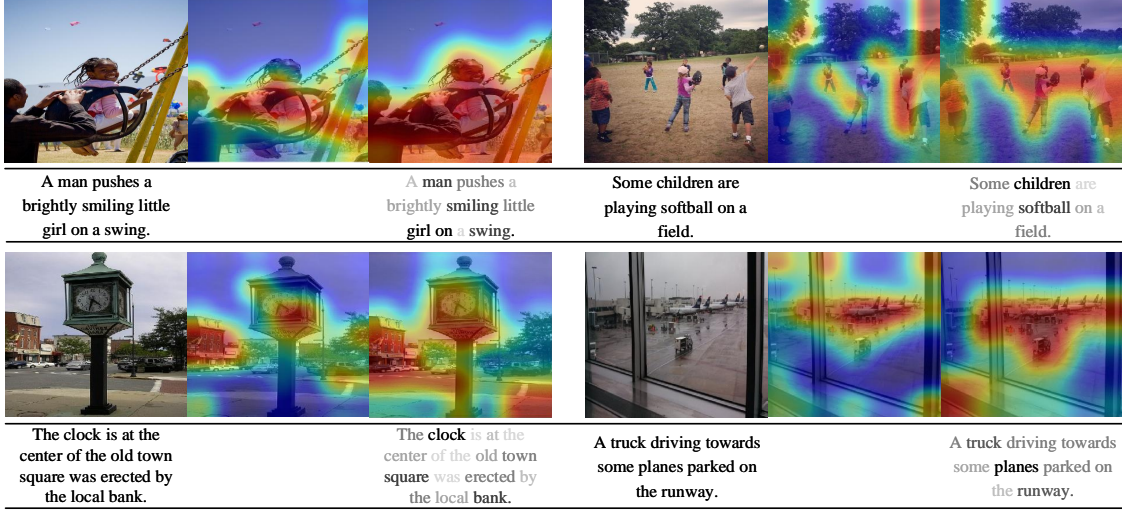 A man pushes a
brightly smiling little
girl on a swing.
A man pushes a
brightly smiling little
girl on a swing.
Some children are
playing softball on a
field.
Some children are
playing softball on a
field.
The clock is at the
center of the old town
square was erected by
the local bank.
The clock is at the
center of the old town
square was erected by
the local bank.
A truck driving towards
some planes parked on
the runway.
A truck driving towards
some planes parked on
the runway.